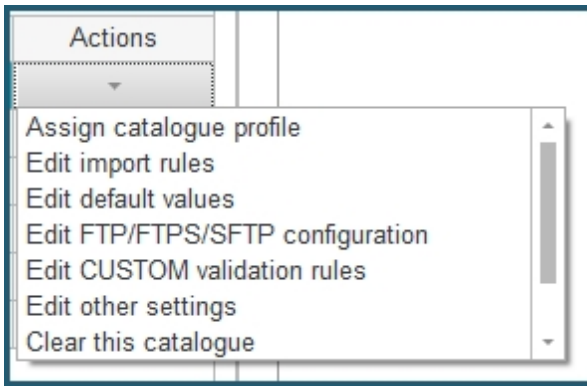 Actions
Assign catalogue profile
Edit import rules
Edit default values
Edit FTP/FTPS/SFTP configuration
Edit CUSTOM validation rules
Edit other settings
Clear this catalogue